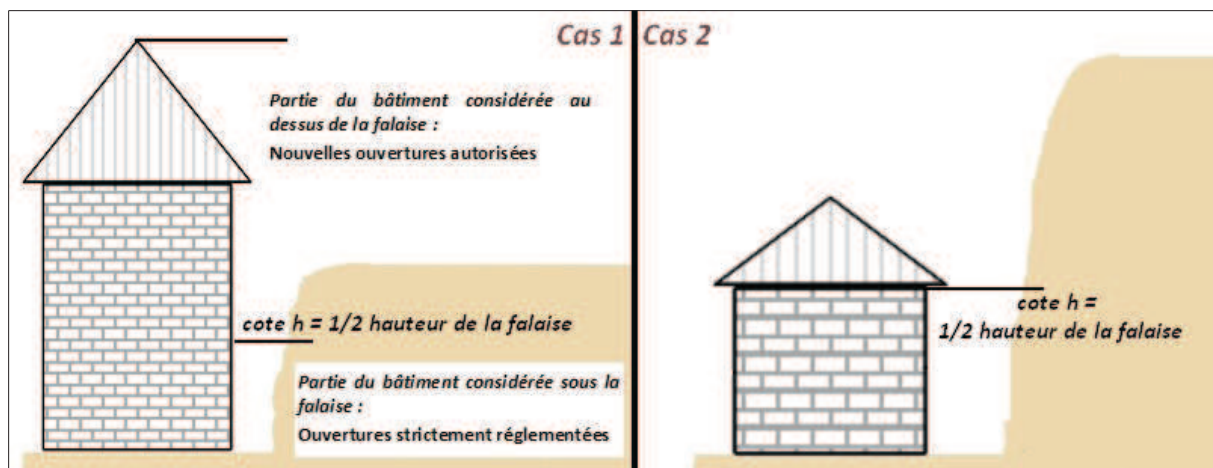 Cas 1
Partie du bâtiment considérée au
dessus de la falaise :
Nouvelles ouvertures autorisées
cote h = 1/2 hauteur de la falaise
Partie du bâtiment considérée sous la
falaise :
Ouvertures strictement réglementées
Cas 2
cote h =
1/2 hauteur de la falaise